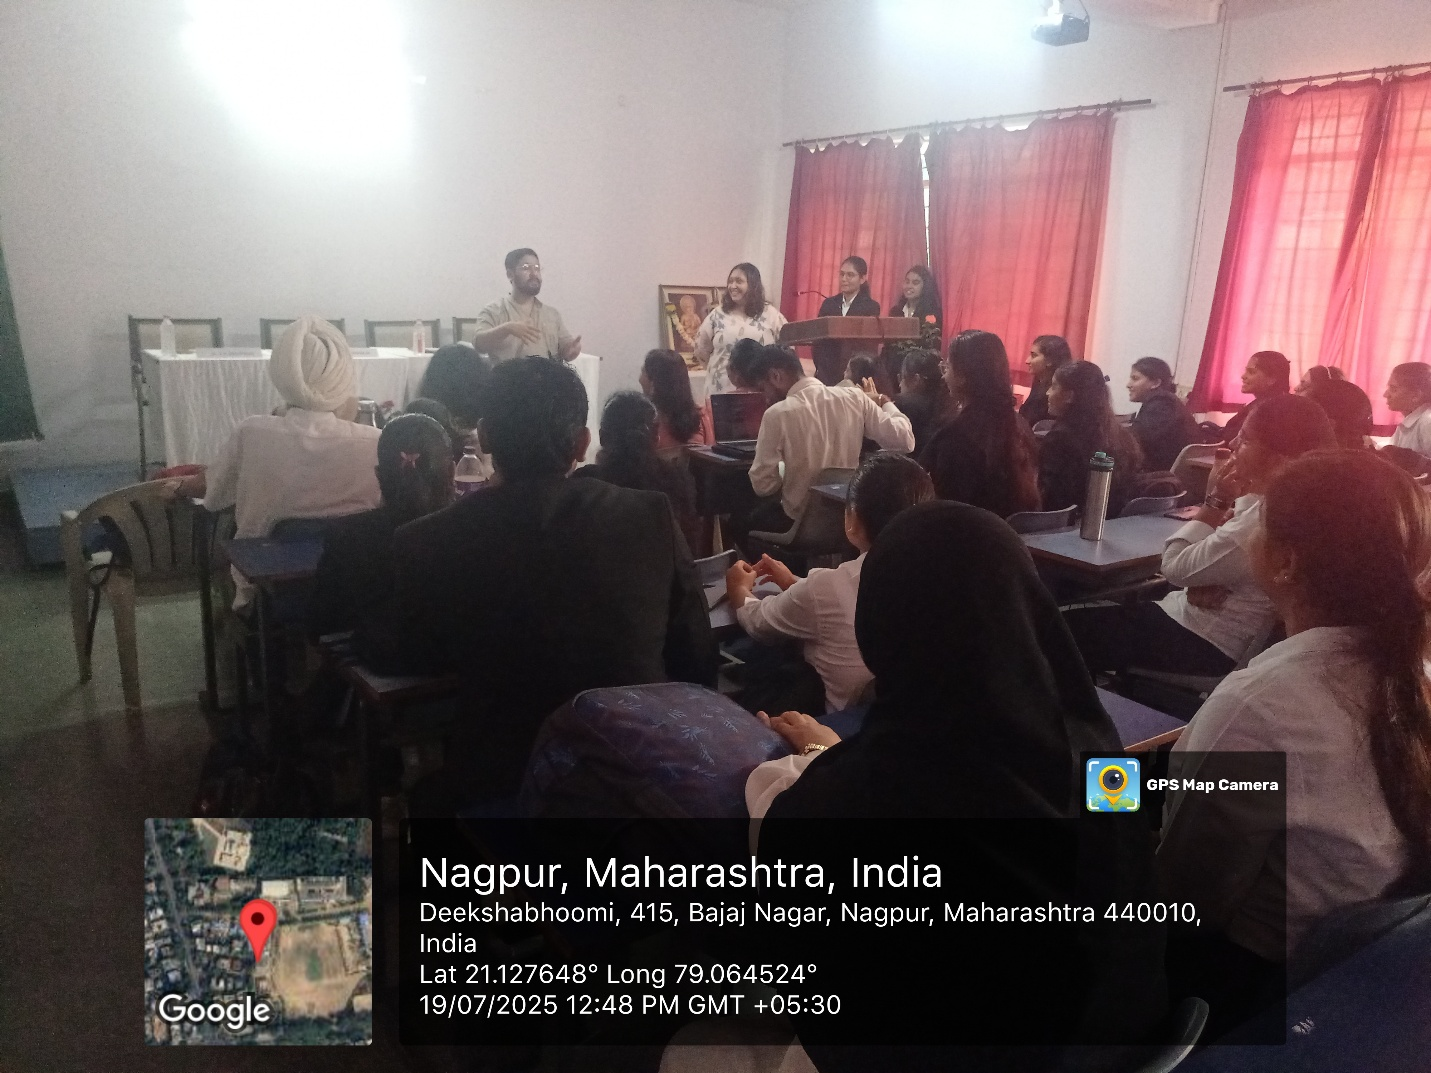 GPS Map Camera
Nagpur, Maharashtra, India
Deekshabhoomi, 415, Bajaj Nagar, Nagpur, Maharashtra 440010,
India
Lat 21.127648° Long 79.064524°
19/07/2025 12:48 PM GMT +05:30
Google